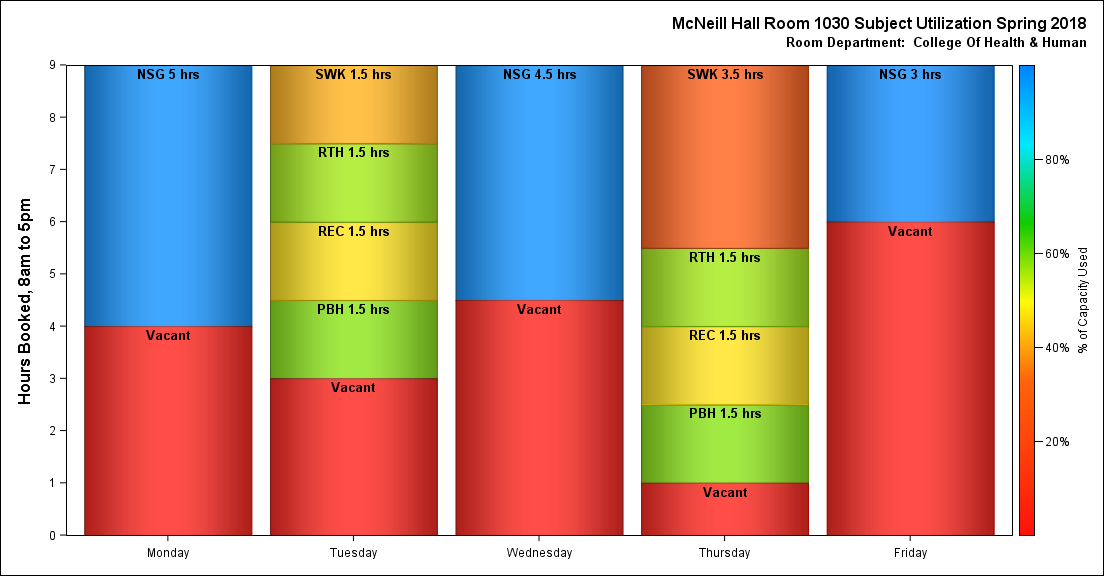 McNeill Hall Room 1030 Subject Utilization Spring 2018
Room Department: College Of Health & Human
Hours Booked, 8am to 5pm
9
8
7
6
5
4
3
2
1
0
NSG 5 hrs
Vacant
SWK 1.5 hrs
RTH 1.5 hrs
REC 1.5 hrs
PBH 1.5 hrs
Vacant
NSG 4.5 hrs
Vacant
SWK 3.5 hrs
RTH 1.5 hrs
REC 1.5 hrs
PBH 1.5 hrs
Vacant
NSG 3 hrs
Vacant
Monday
Tuesday
Wednesday
Thursday
Friday
80%
60%
40%
20%
% of Capacity Used